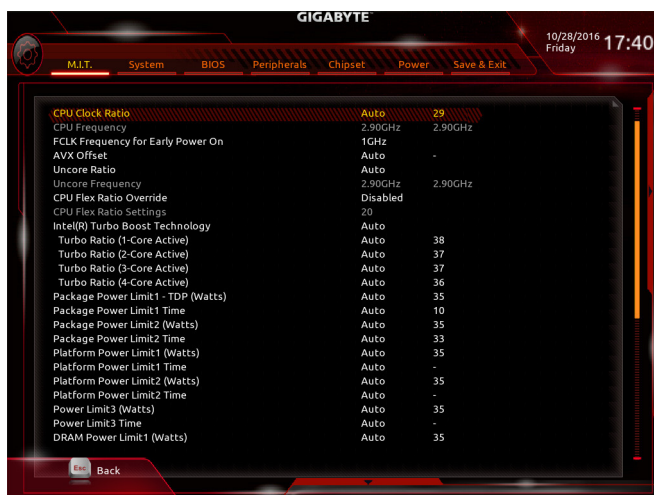 GIGABYTE
10/28/2016
Friday
17:40
M.I.T. System BIOS Peripherals Chipset Power Save & Exit
CPU Clock Ratio Auto 29
CPU Frequency 2.90GHz 2.90GHz
FCLK Frequency for Early Power On 1GHz
AVX Offset Auto -
Uncore Ratio Auto
Uncore Frequency 2.90GHz 2.90GHz
CPU Flex Ratio Override Disabled
CPU Flex Ratio Settings 20
Intel(R) Turbo Boost Technology Auto
Turbo Ratio (1-Core Active) Auto 38
Turbo Ratio (2-Core Active) Auto 37
Turbo Ratio (3-Core Active) Auto 37
Turbo Ratio (4-Core Active) Auto 36
Package Power Limit1 - TDP (Watts) Auto 35
Package Power Limit1 Time Auto 10
Package Power Limit2 (Watts) Auto 35
Package Power Limit2 Time Auto 33
Platform Power Limit1 (Watts) Auto 35
Platform Power Limit1 Time Auto -
Platform Power Limit2 (Watts) Auto 35
Platform Power Limit2 Time Auto -
Power Limit3 (Watts) Auto 35
Power Limit3 Time Auto -
DRAM Power Limit1 (Watts) Auto 35
Esc Back